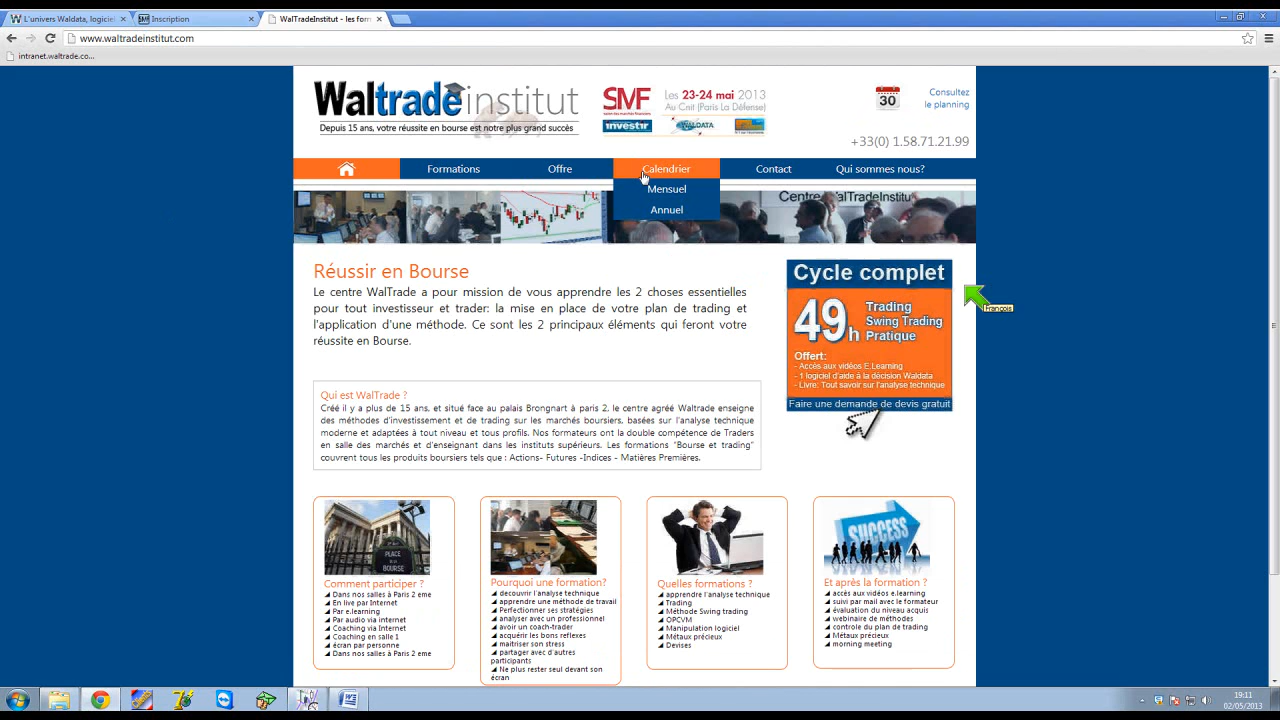 L'univers Waldata, logicie
Inscription
WalTradeInstitut - les for
www.waltradeinstitut.com
intranet.waltrade.co...
Waltradeinstitut
Depuis 15 ans, votre réussite en bourse est notre plus grand succès
SMF
Les 23-24 mai 2013
Au Cnit (Paris La Défense)
investir
WALDATA
30
Consultez
le planning
+33(0) 1.58.71.21.99
Formations
Offre
Calendrier
Contact
Qui sommes nous?
Mensuel
Annuel
Centre WalTradeInstitut
Réussir en Bourse
Le centre WalTrade a pour mission de vous apprendre les 2 choses essentielles
pour tout investisseur et trader: la mise en place de votre plan de trading et
l'application d'une méthode. Ce sont les 2 principaux éléments qui feront votre
réussite en Bourse.
Cycle complet
49h
Trading
Swing Trading
Pratique
Offert:
- Accès aux vidéos E.Learning
- 1 logiciel d'aide à la décision Waldata
- Livre: Tout savoir sur l'analyse technique
Faire une demande de devis gratuit
François
Qui est WalTrade ?
Créé il y a plus de 15 ans, et situé face au palais Brongnart à paris 2, le centre agréé Waltrade enseigne
des méthodes d'investissement et de trading sur les marchés boursiers, basées sur l'analyse technique
moderne et adaptées à tout niveau et tous profils. Nos formateurs ont la double compétence de Traders
en salle des marchés et d'enseignant dans les instituts supérieurs. Les formations "Bourse et trading"
couvrent tous les produits boursiers tels que : Actions- Futures -Indices - Matières Premières.
PLACE
DE LA
BOURSE
Comment participer ?
Dans nos salles à Paris 2 eme
En live par Internet
Par e.learning
Par audio via internet
Coaching via Internet
Coaching en salle 1
écran par personne
Dans nos salles à Paris 2 eme
Pourquoi une formation?
decouvrir l'analyse technique
apprendre une méthode de travail
Perfectionner ses stratégies
analyser avec un professionnel
avoir un coach-trader
acquérir les bons reflexes
maitriser son stress
partager avec d'autres
participants
Ne plus rester seul devant son
écran
Quelles formations ?
apprendre l'analyse technique
Trading
Méthode Swing trading
OPCVM
Manipulation logiciel
Métaux précieux
Devises
SUCCESS
Et aprés la formation ?
accés aux vidéos e.learning
suivi par mail avec le formateur
évaluation du niveau acquis
webinaire de méthodes
controle du plan de trading
Métaux précieux
morning meeting
19:11
02/05/2013